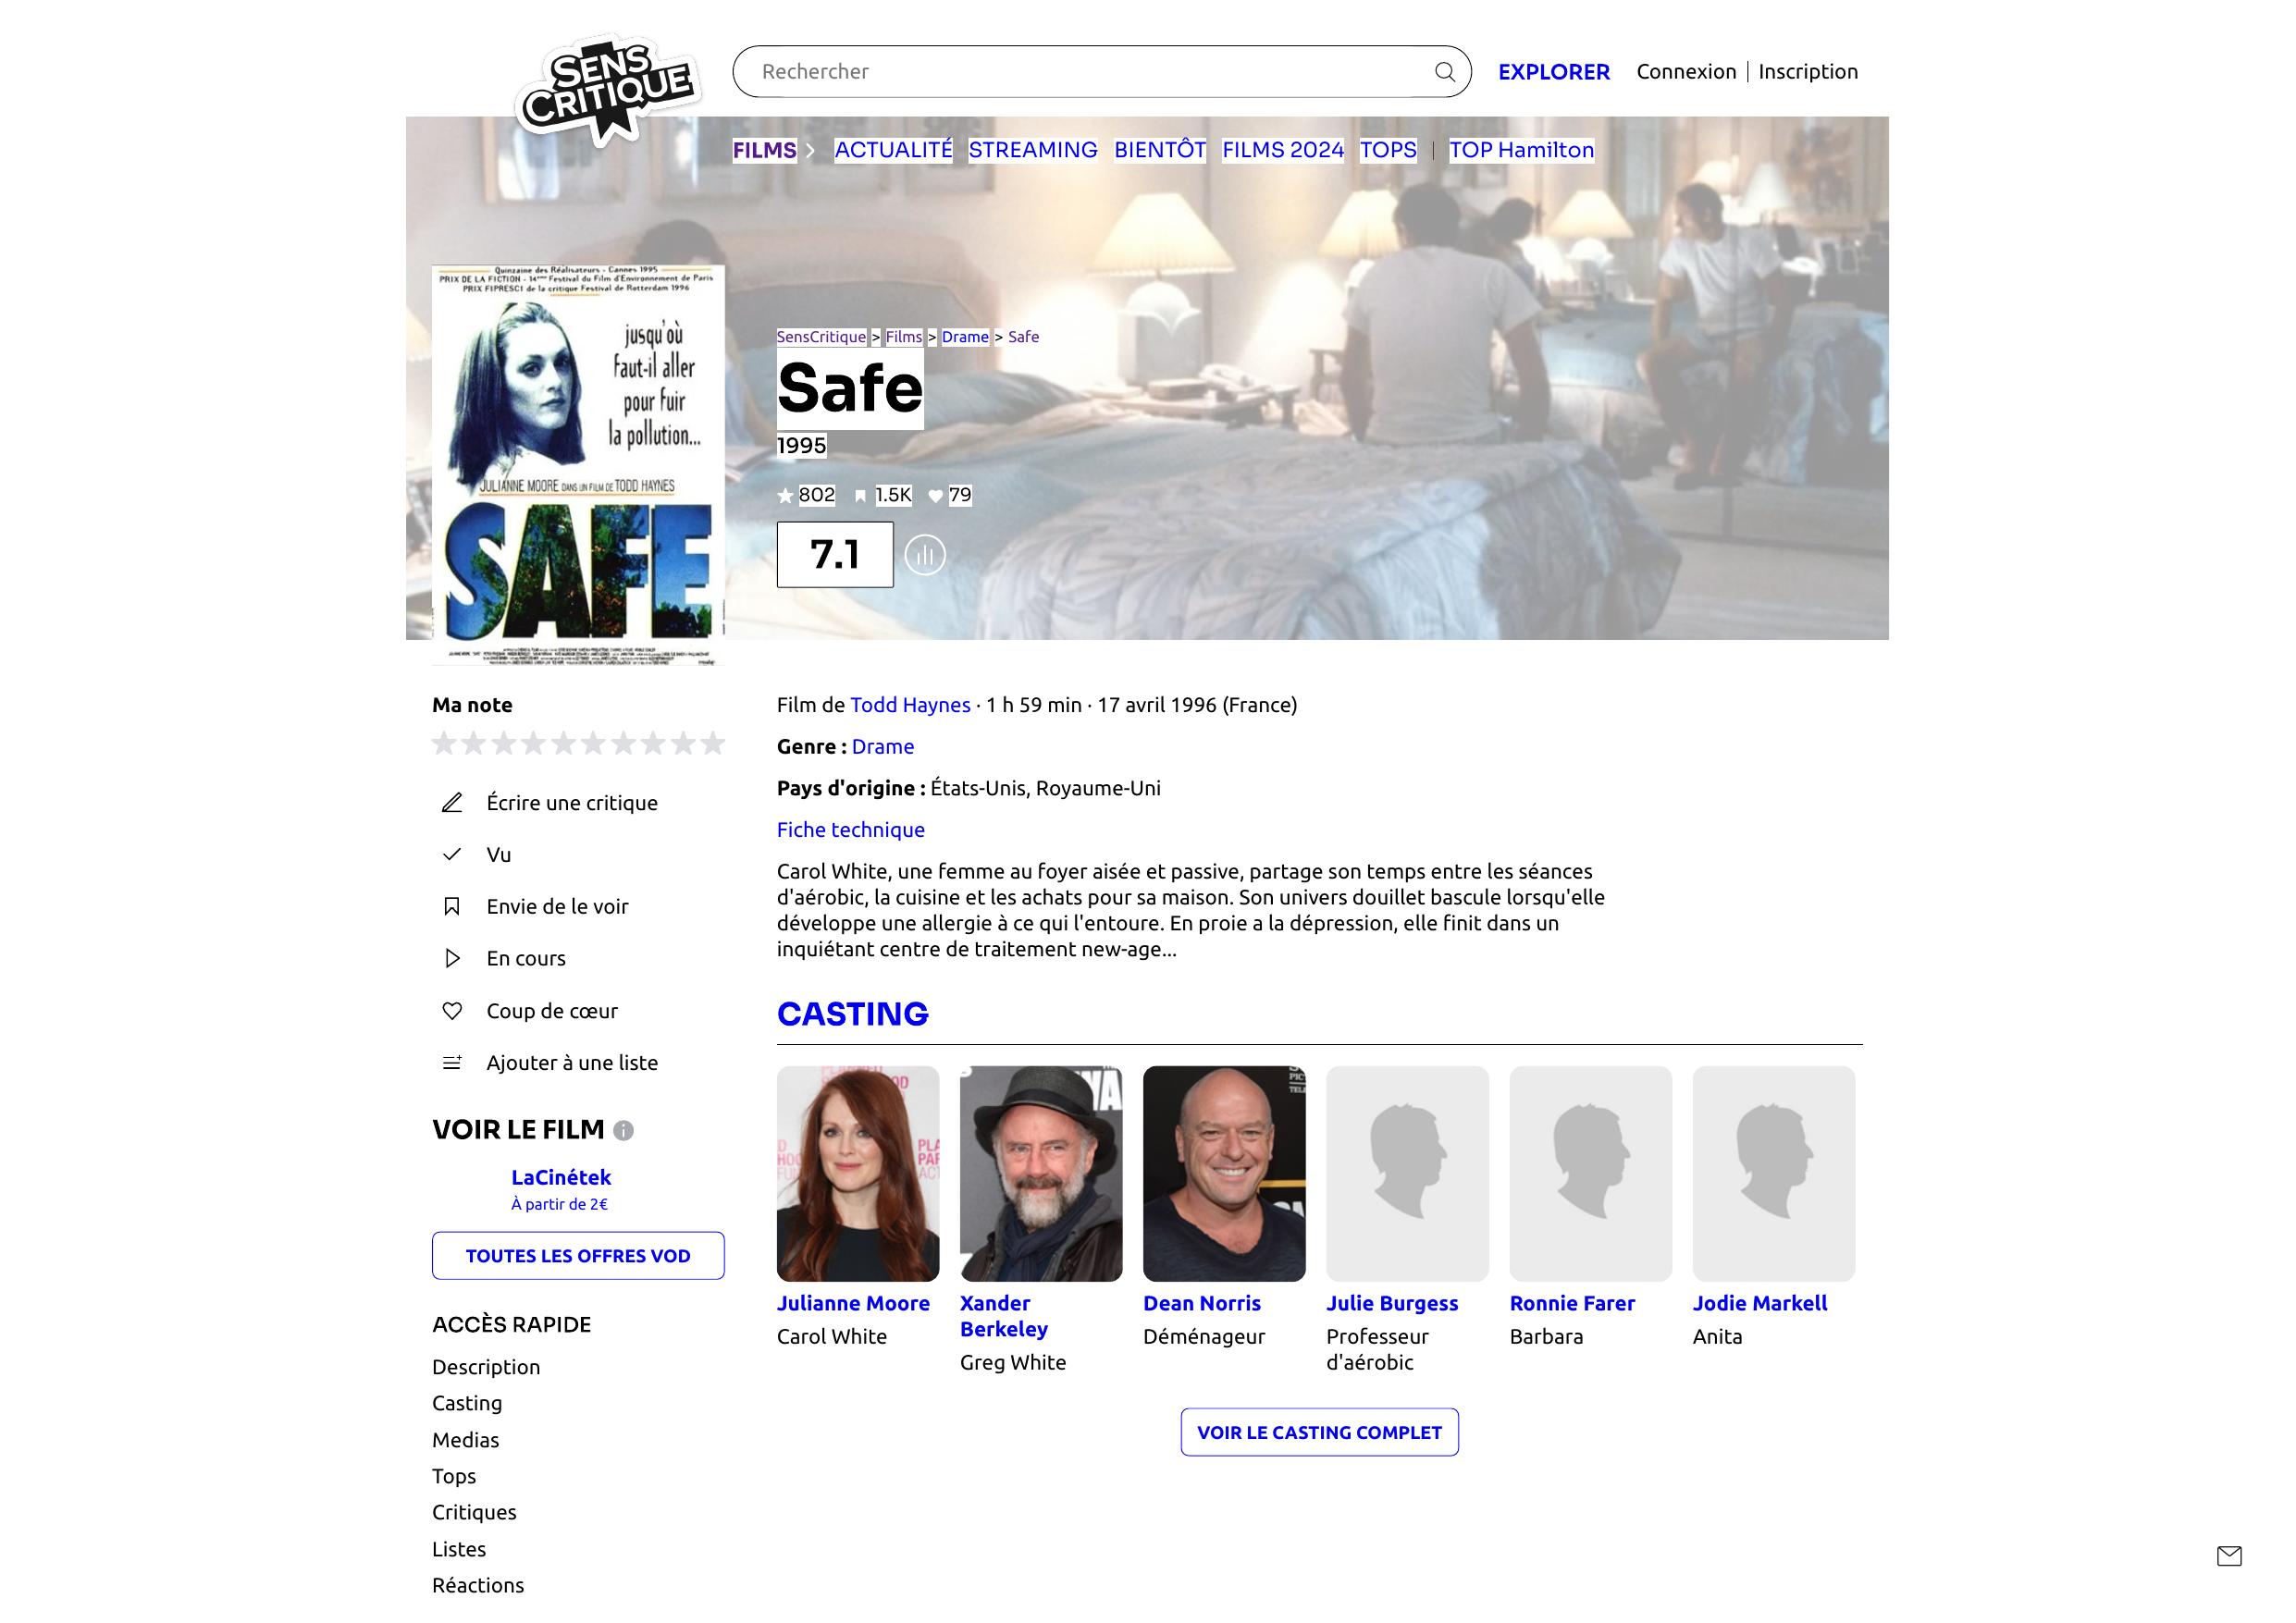 SENS
CRITIQUE
Rechercher
EXPLORER
Connexion | Inscription
FILMS
ACTUALITÉ
STREAMING
BIENTÔT
FILMS 2024
TOPS | TOP Hamilton
Quinzaine des Réalisateurs - Cannes 1995
PRIX DE LA FICTION - 14ème Festival du Film d'Environnement de Paris
PRIX FIPRESCI de la critique Festival de Rotterdam 1996
jusqu'où
faut-il aller
pour fuir
la pollution...
JULIANNE MOORE DANS UN FILM DE TODD HAYNES
SAFE
SensCritique > Films > Drame > Safe
Safe
1995
802 1.5K 79
7.1
Ma note
Écrire une critique
Vu
Envie de le voir
En cours
Coup de cœur
Ajouter à une liste
VOIR LE FILM
LaCinétek
À partir de 2€
TOUTES LES OFFRES VOD
ACCÈS RAPIDE
Description
Casting
Medias
Tops
Critiques
Listes
Réactions
Film de Todd Haynes · 1 h 59 min · 17 avril 1996 (France)
Genre : Drame
Pays d'origine : États-Unis, Royaume-Uni
Fiche technique
Carol White, une femme au foyer aisée et passive, partage son temps entre les séances
d'aérobic, la cuisine et les achats pour sa maison. Son univers douillet bascule lorsqu'elle
développe une allergie à ce qui l'entoure. En proie a la dépression, elle finit dans un
inquiétant centre de traitement new-age...
CASTING
Julianne Moore
Carol White
Xander
Berkeley
Greg White
Dean Norris
Déménageur
Julie Burgess
Professeur
d'aérobic
Ronnie Farer
Barbara
Jodie Markell
Anita
VOIR LE CASTING COMPLET